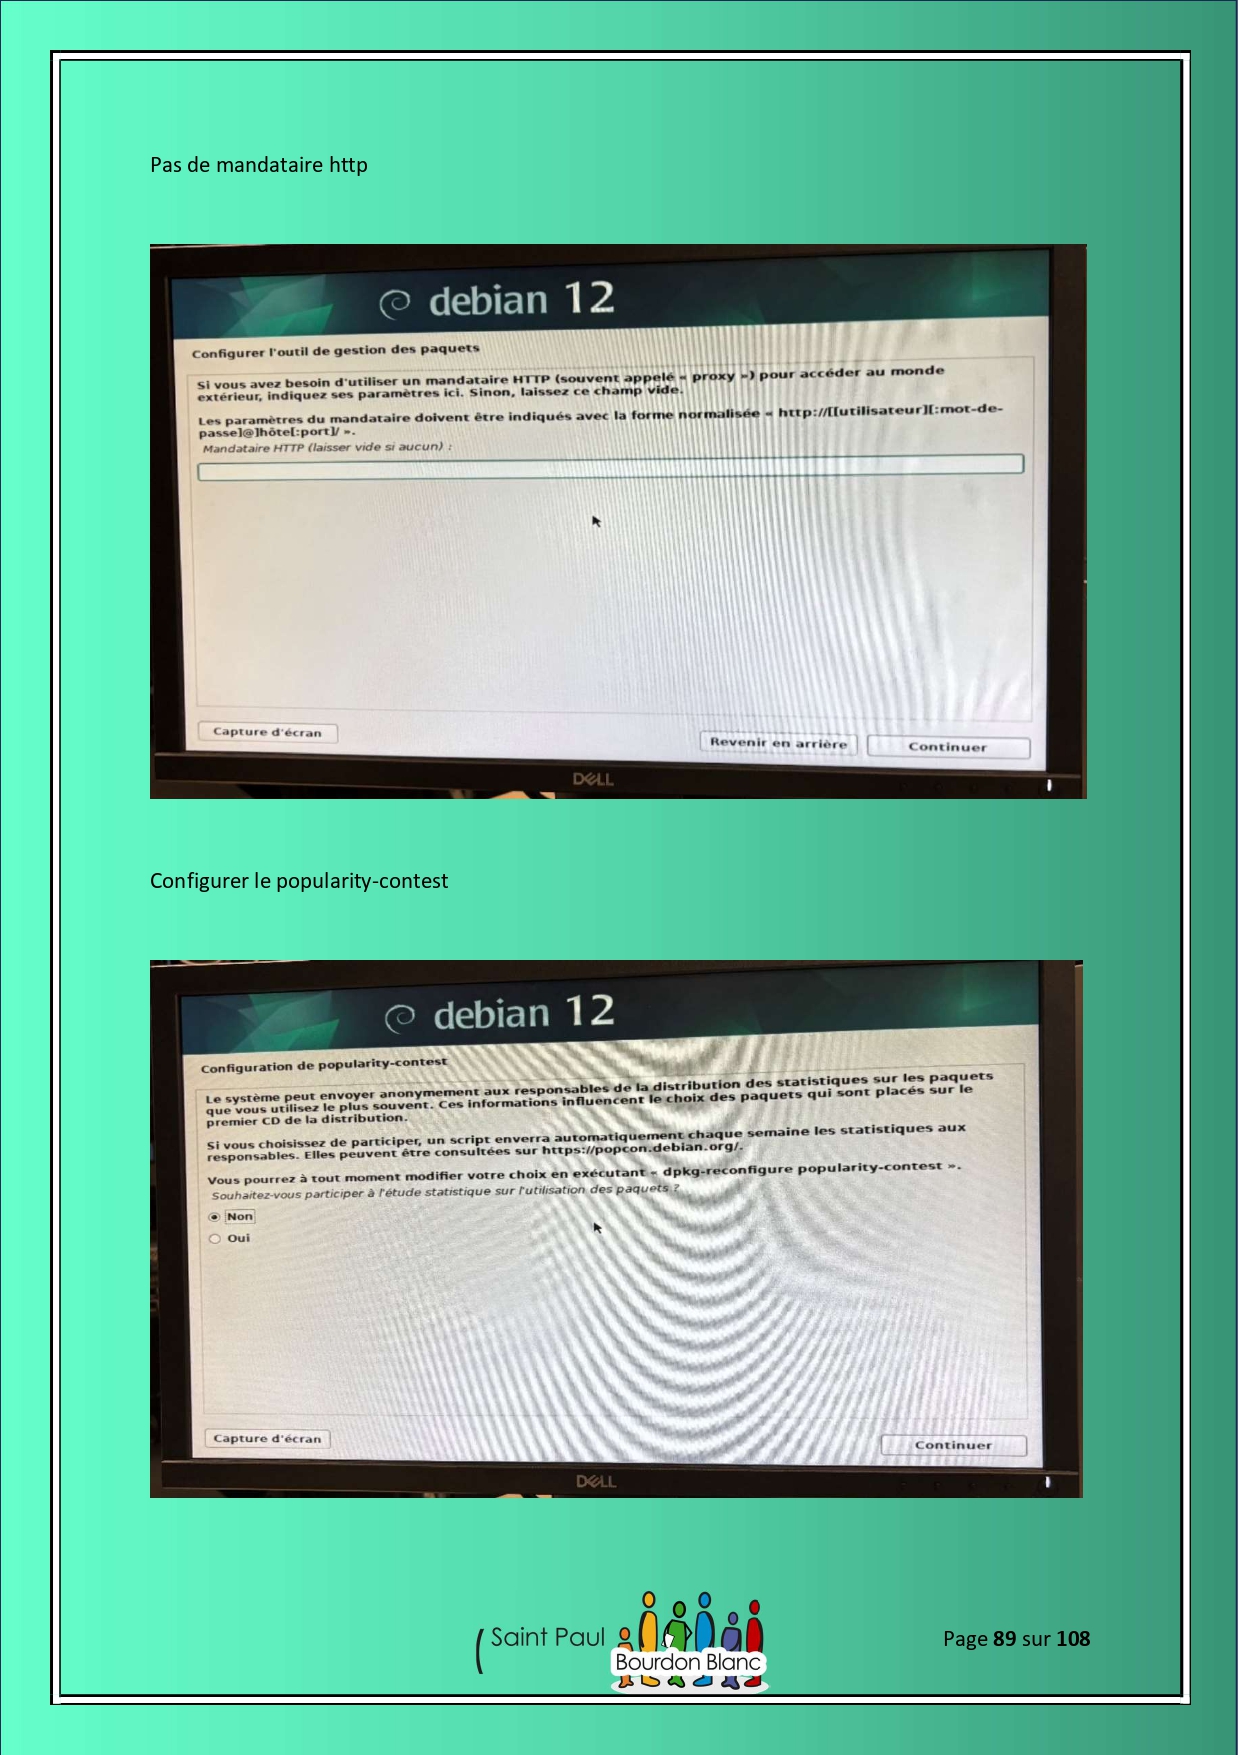 Pas de mandataire http
debian 12
Configurer l'outil de gestion des paquets
Si vous avez besoin d'utiliser un mandataire HTTP (souvent appelé « proxy ») pour accéder au monde
extérieur, indiquez ses paramètres ici. Sinon, laissez ce champ vide.
Les paramètres du mandataire doivent être indiqués avec la forme normalisée « http://[[utilisateur][:mot-de-
passe]@]hôte[:port]/ ».
Mandataire HTTP (laisser vide si aucun) :
Capture d'écran
Revenir en arrière
Continuer
DELL
Configurer le popularity-contest
debian 12
Configuration de popularity-contest
Le système peut envoyer anonymement aux responsables de la distribution des statistiques sur les paquets
que vous utilisez le plus souvent. Ces informations influencent le choix des paquets qui sont placés sur le
premier CD de la distribution.
Si vous choisissez de participer, un script enverra automatiquement chaque semaine les statistiques aux
responsables. Elles peuvent être consultées sur https://popcon.debian.org/.
Vous pourrez à tout moment modifier votre choix en exécutant « dpkg-reconfigure popularity-contest ».
Souhaitez-vous participer à l'étude statistique sur l'utilisation des paquets ?
Non
Oui
Capture d'écran
Continuer
DELL
Saint Paul
Bourdon Blanc
Page 89 sur 108